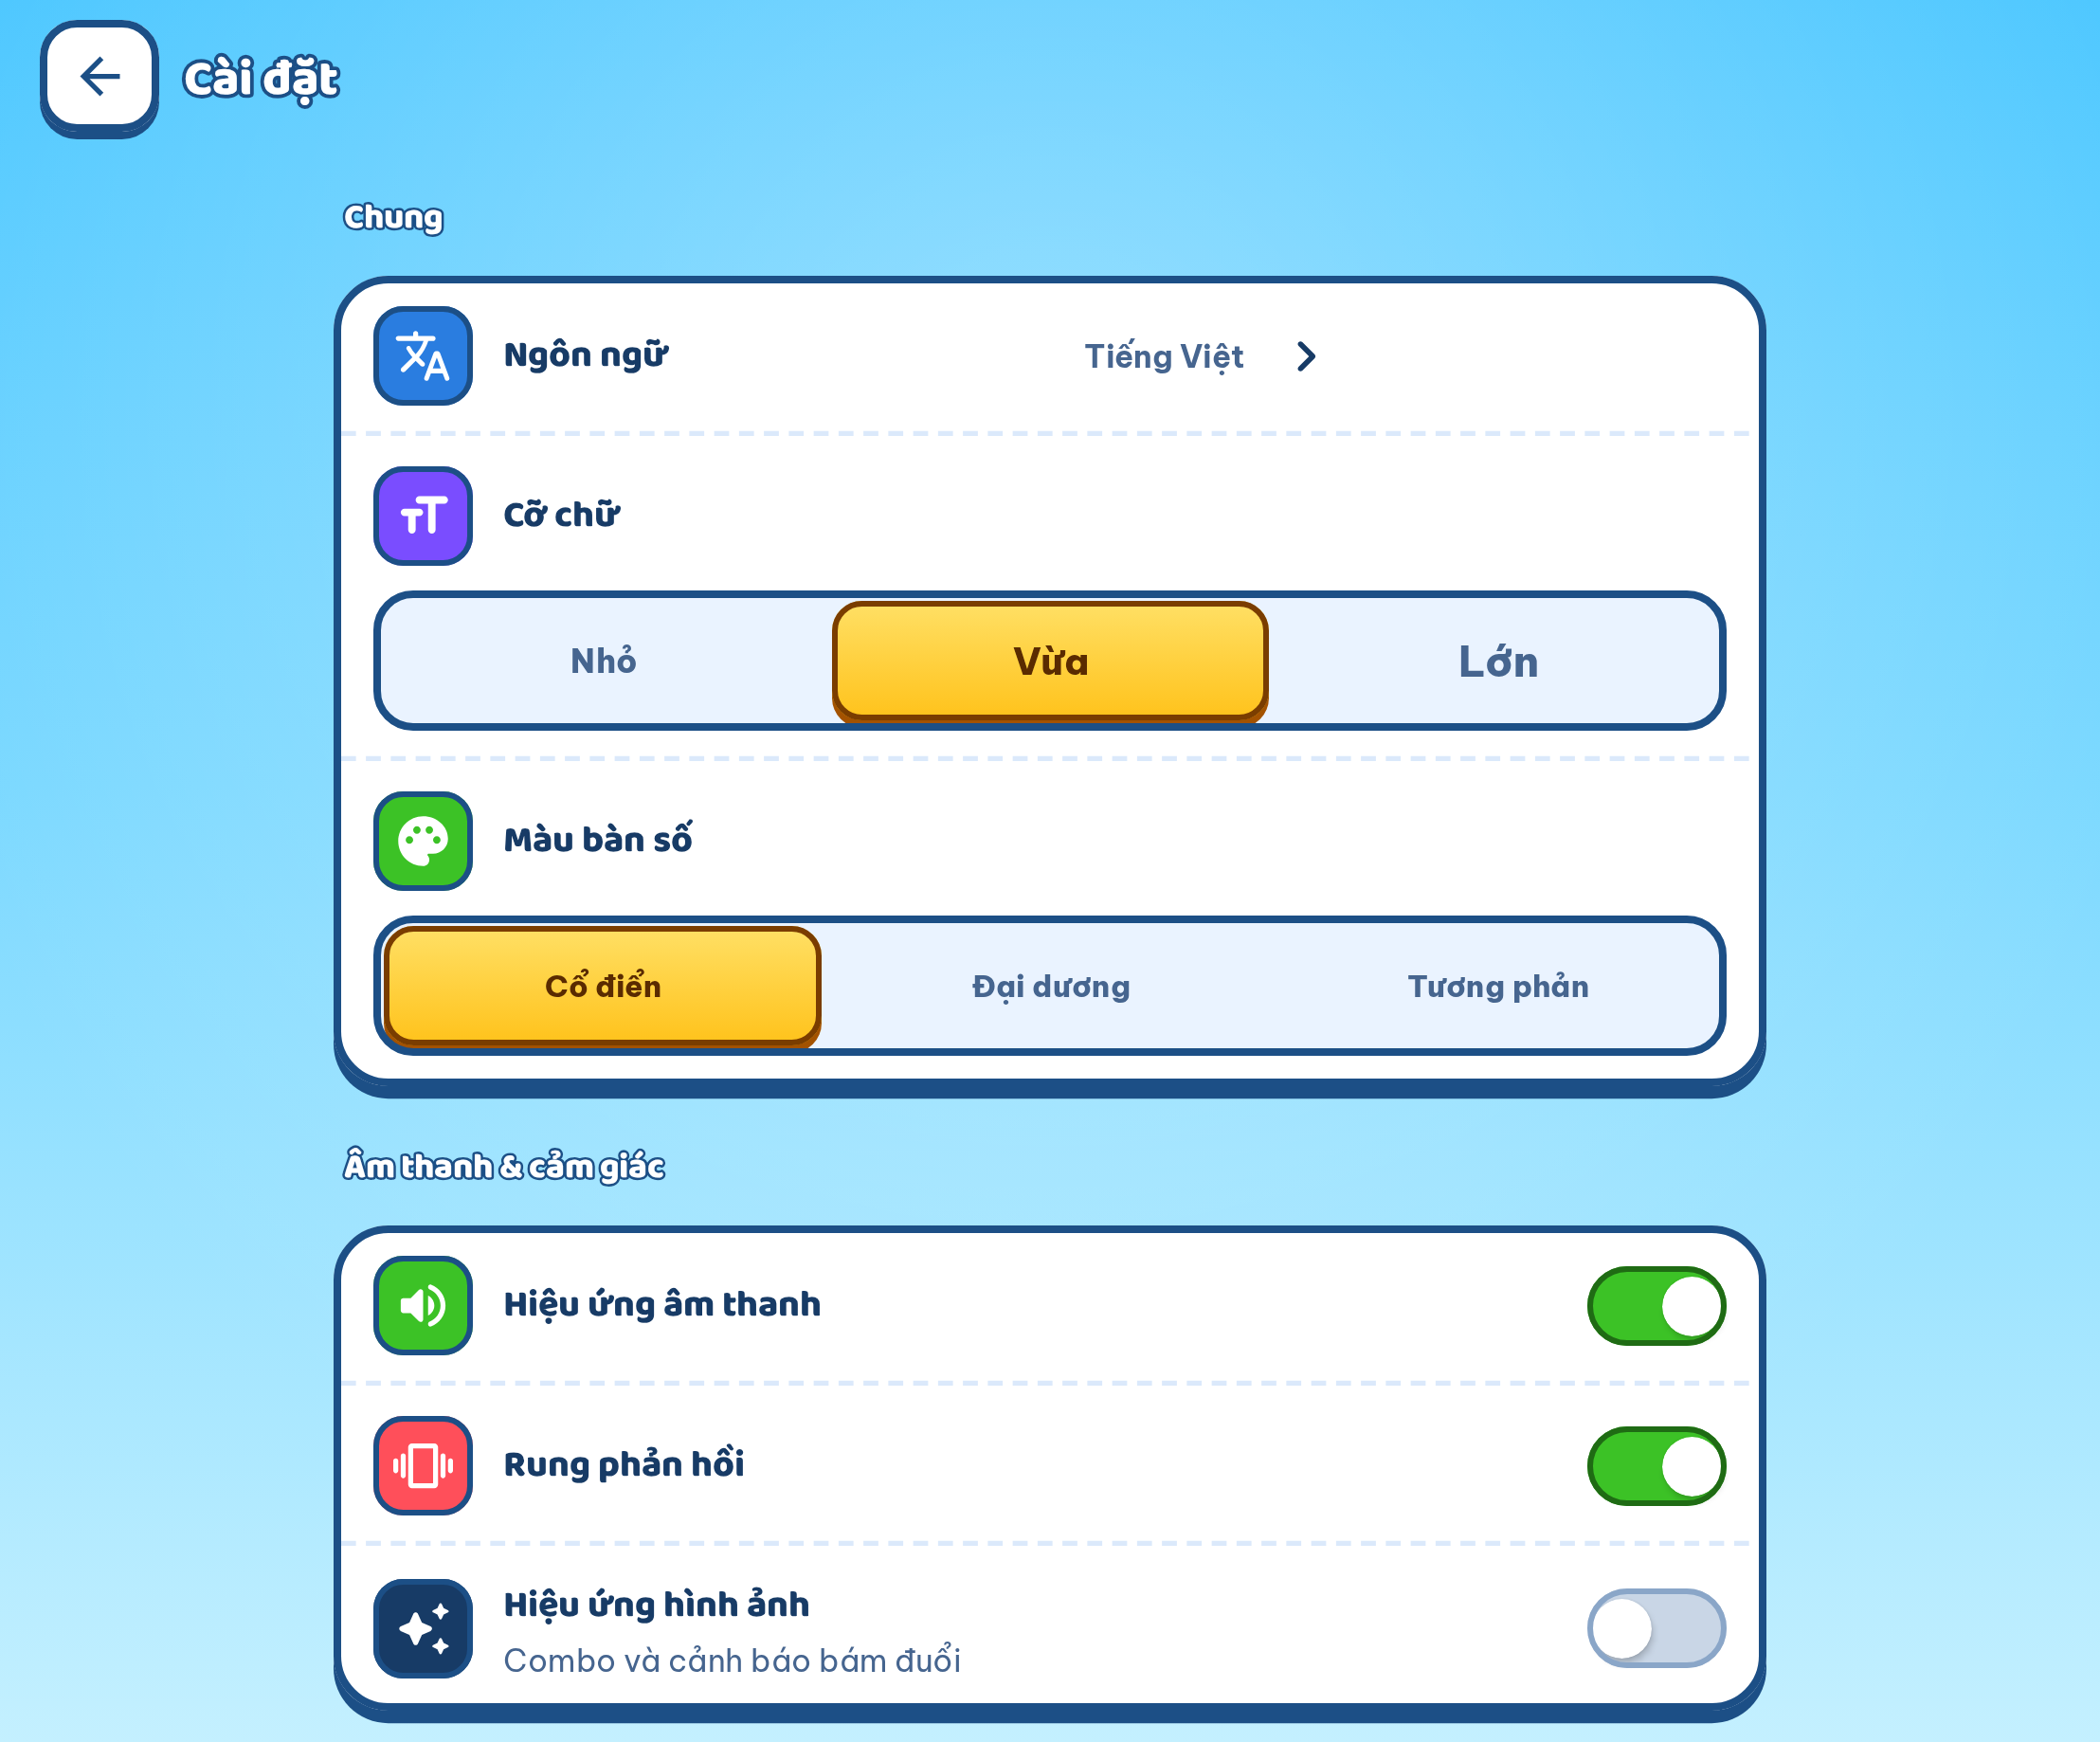 Cài đặt
Chung
Ngôn ngữ Tiếng Việt
Cỡ chữ
Nhỏ Vừa Lớn
Màu bàn số
Cổ điển Đại dương Tương phản
Âm thanh & cảm giác
Hiệu ứng âm thanh
Rung phản hồi
Hiệu ứng hình ảnh
Combo và cảnh báo bám đuổi